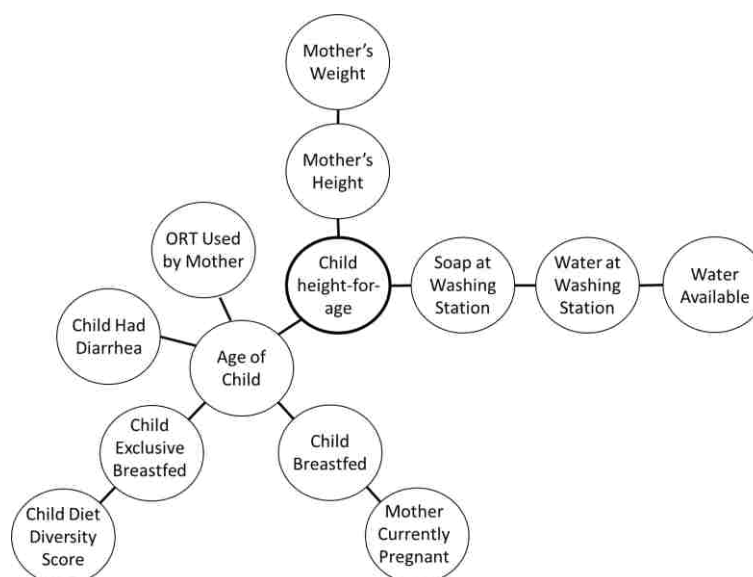 Mother's
Weight
Mother's
Height
ORT Used
by Mother
Child
height-for-
age
Soap at
Washing
Station
Water at
Washing
Station
Water
Available
Child Had
Diarrhea
Age of
Child
Child
Exclusive
Breastfed
Child
Breastfed
Child Diet
Diversity
Score
Mother
Currently
Pregnant